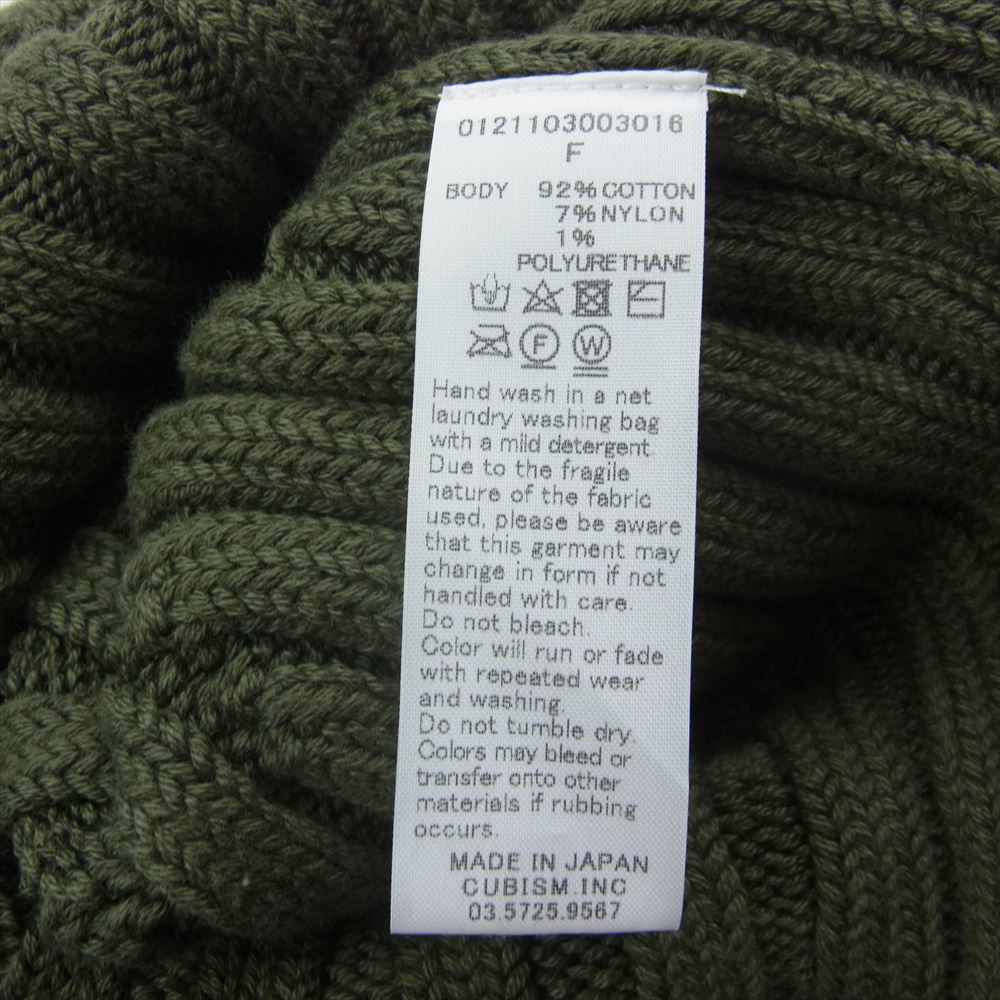 0121103003016
F
BODY 92% COTTON
7% NYLON
1%
POLYURETHANE
F W
Hand wash in a net
laundry washing bag
with a mild detergent.
Due to the fragile
nature of the fabric
used, please be aware
that this garment may
change in form if not
handled with care.
Do not bleach.
Color will run or fade
with repeated wear
and washing.
Do not tumble dry.
Colors may bleed or
transfer onto other
materials if rubbing
occurs.
MADE IN JAPAN
CUBISM.INC
03.5725.9567